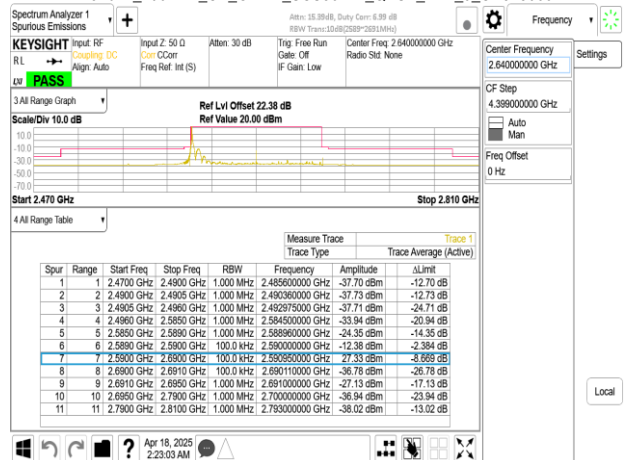 Spectrum Analyzer 1
Spurious Emissions
+
Attn: 15.39dB, Duty Corr: 6.99 dB
RBW Trans:10dB(2589~2691MHz)
Frequency
KEYSIGHT
RL
LXI PASS
Input: RF
Coupling: DC
Align: Auto
Input Z: 50 Ω
Corr CCorr
Freq Ref: Int (S)
Atten: 30 dB
Trig: Free Run
Gate: Off
IF Gain: Low
Center Freq: 2.640000000 GHz
Radio Std: None
Center Frequency
2.640000000 GHz
Settings
CF Step
4.399000000 GHz
Auto
Man
Freq Offset
0 Hz
3 All Range Graph
Scale/Div 10.0 dB
Ref Lvl Offset 22.38 dB
Ref Value 20.00 dBm
10.0
-10.0
-30.0
-50.0
-70.0
Start 2.470 GHz
Stop 2.810 GHz
4 All Range Table
Measure Trace Trace 1
Trace Type Trace Average (Active)
Spur Range Start Freq Stop Freq RBW Frequency Amplitude ΔLimit
1 1 2.4700 GHz 2.4900 GHz 1.000 MHz 2.485600000 GHz -37.70 dBm -12.70 dB
2 2 2.4900 GHz 2.4905 GHz 1.000 MHz 2.490360000 GHz -37.73 dBm -12.73 dB
3 3 2.4905 GHz 2.4960 GHz 1.000 MHz 2.492975000 GHz -37.71 dBm -24.71 dB
4 4 2.4960 GHz 2.5850 GHz 1.000 MHz 2.584500000 GHz -33.94 dBm -20.94 dB
5 5 2.5850 GHz 2.5890 GHz 1.000 MHz 2.588960000 GHz -24.35 dBm -14.35 dB
6 6 2.5890 GHz 2.5900 GHz 100.0 kHz 2.590000000 GHz -12.38 dBm -2.384 dB
7 7 2.5900 GHz 2.6900 GHz 100.0 kHz 2.590950000 GHz 27.33 dBm -8.669 dB
8 8 2.6900 GHz 2.6910 GHz 100.0 kHz 2.690110000 GHz -36.78 dBm -26.78 dB
9 9 2.6910 GHz 2.6950 GHz 1.000 MHz 2.691000000 GHz -27.13 dBm -17.13 dB
10 10 2.6950 GHz 2.7900 GHz 1.000 MHz 2.700000000 GHz -36.94 dBm -23.94 dB
11 11 2.7900 GHz 2.8100 GHz 1.000 MHz 2.793000000 GHz -38.02 dBm -13.02 dB
Local
?
Apr 18, 2025
2:23:03 AM